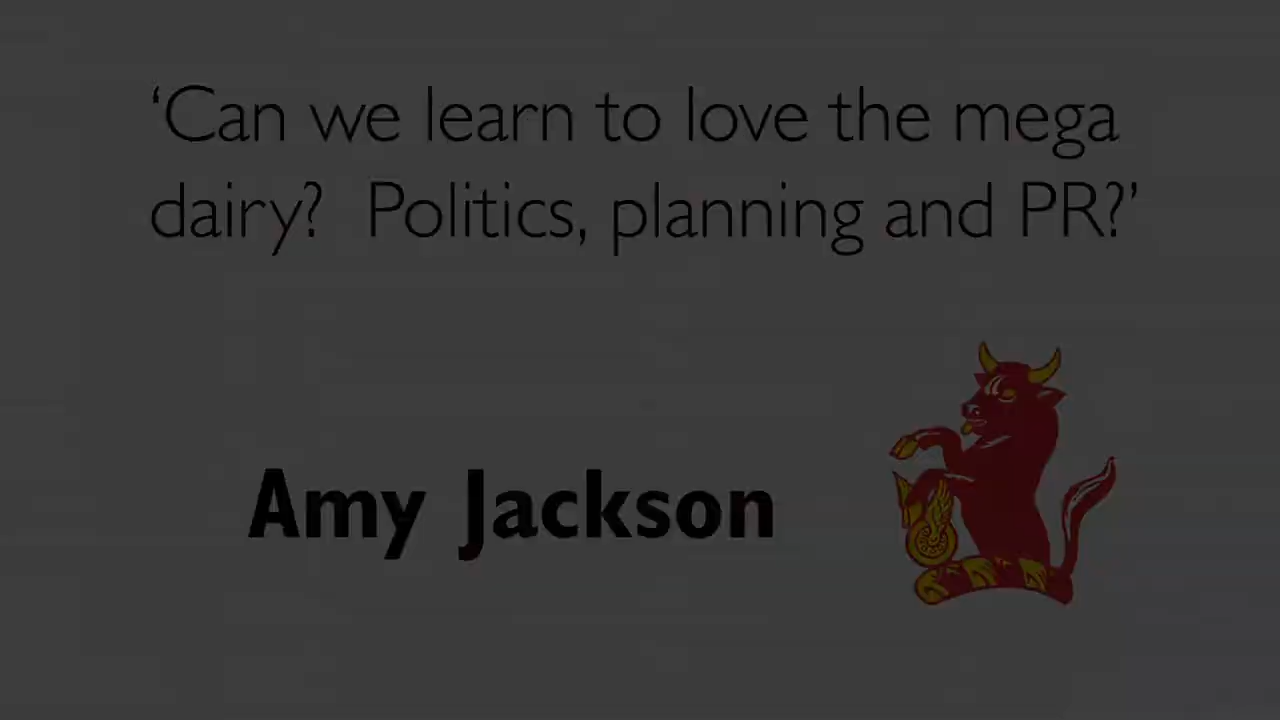 ‘Can we learn to love the mega
dairy?  Politics, planning and PR?’
Amy Jackson